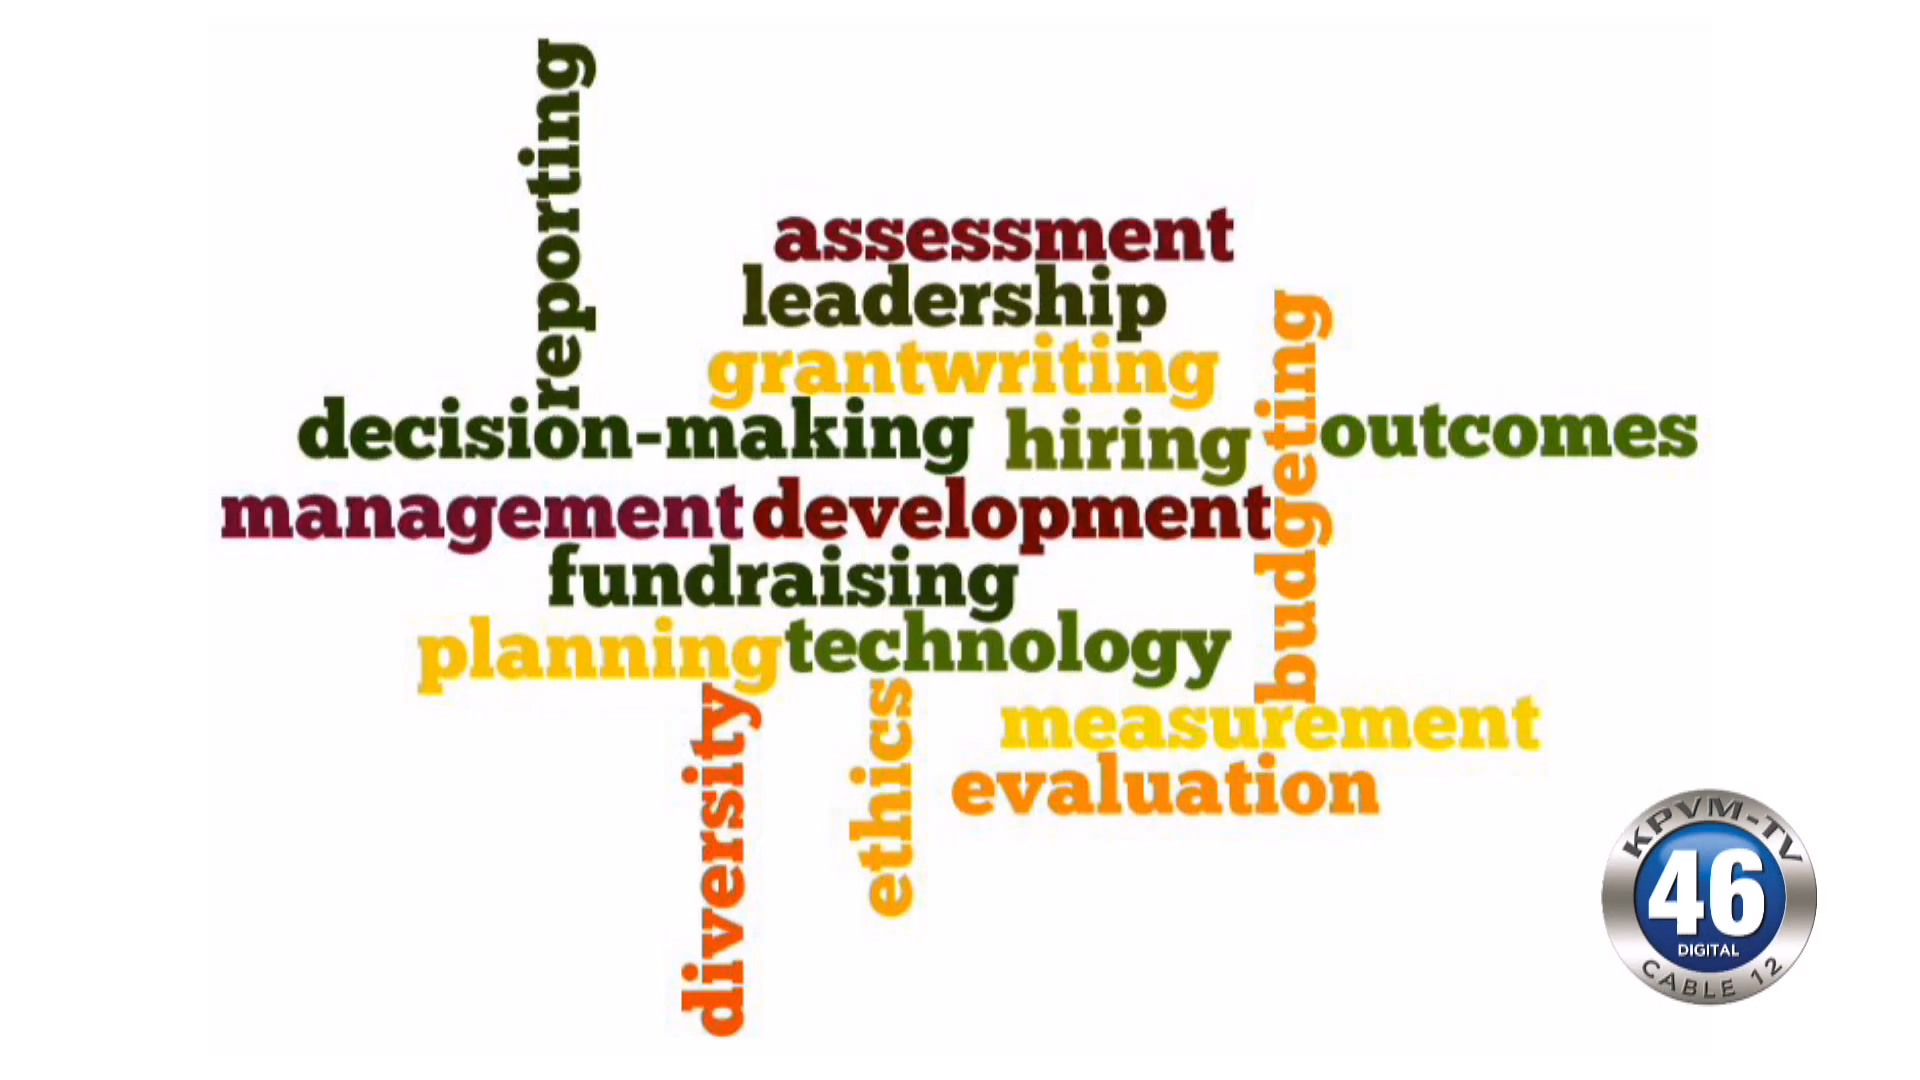 reporting
assessment
leadership
grantwriting
decision-making
hiring
budgeting
outcomes
management
development
fundraising
planning
technology
diversity
ethics
measurement
evaluation
KPVM-TV
46
DIGITAL
CABLE 12